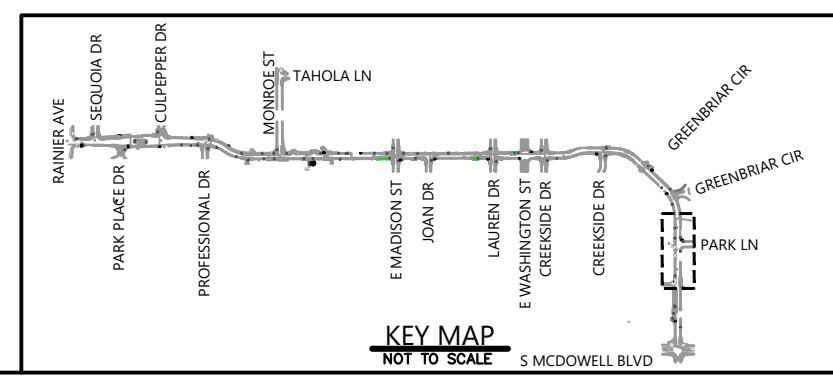 RAINIER AVE
SEQUOIA DR
PARK PLACE DR
CULPEPPER DR
PROFESSIONAL DR
MONROE ST
TAHOLA LN
E MADISON ST
JOAN DR
LAUREN DR
E WASHINGTON ST
CREEKSIDE DR
CREEKSIDE DR
GREENBRIAR CIR
GREENBRIAR CIR
PARK LN
S MCDOWELL BLVD
KEY MAP
NOT TO SCALE